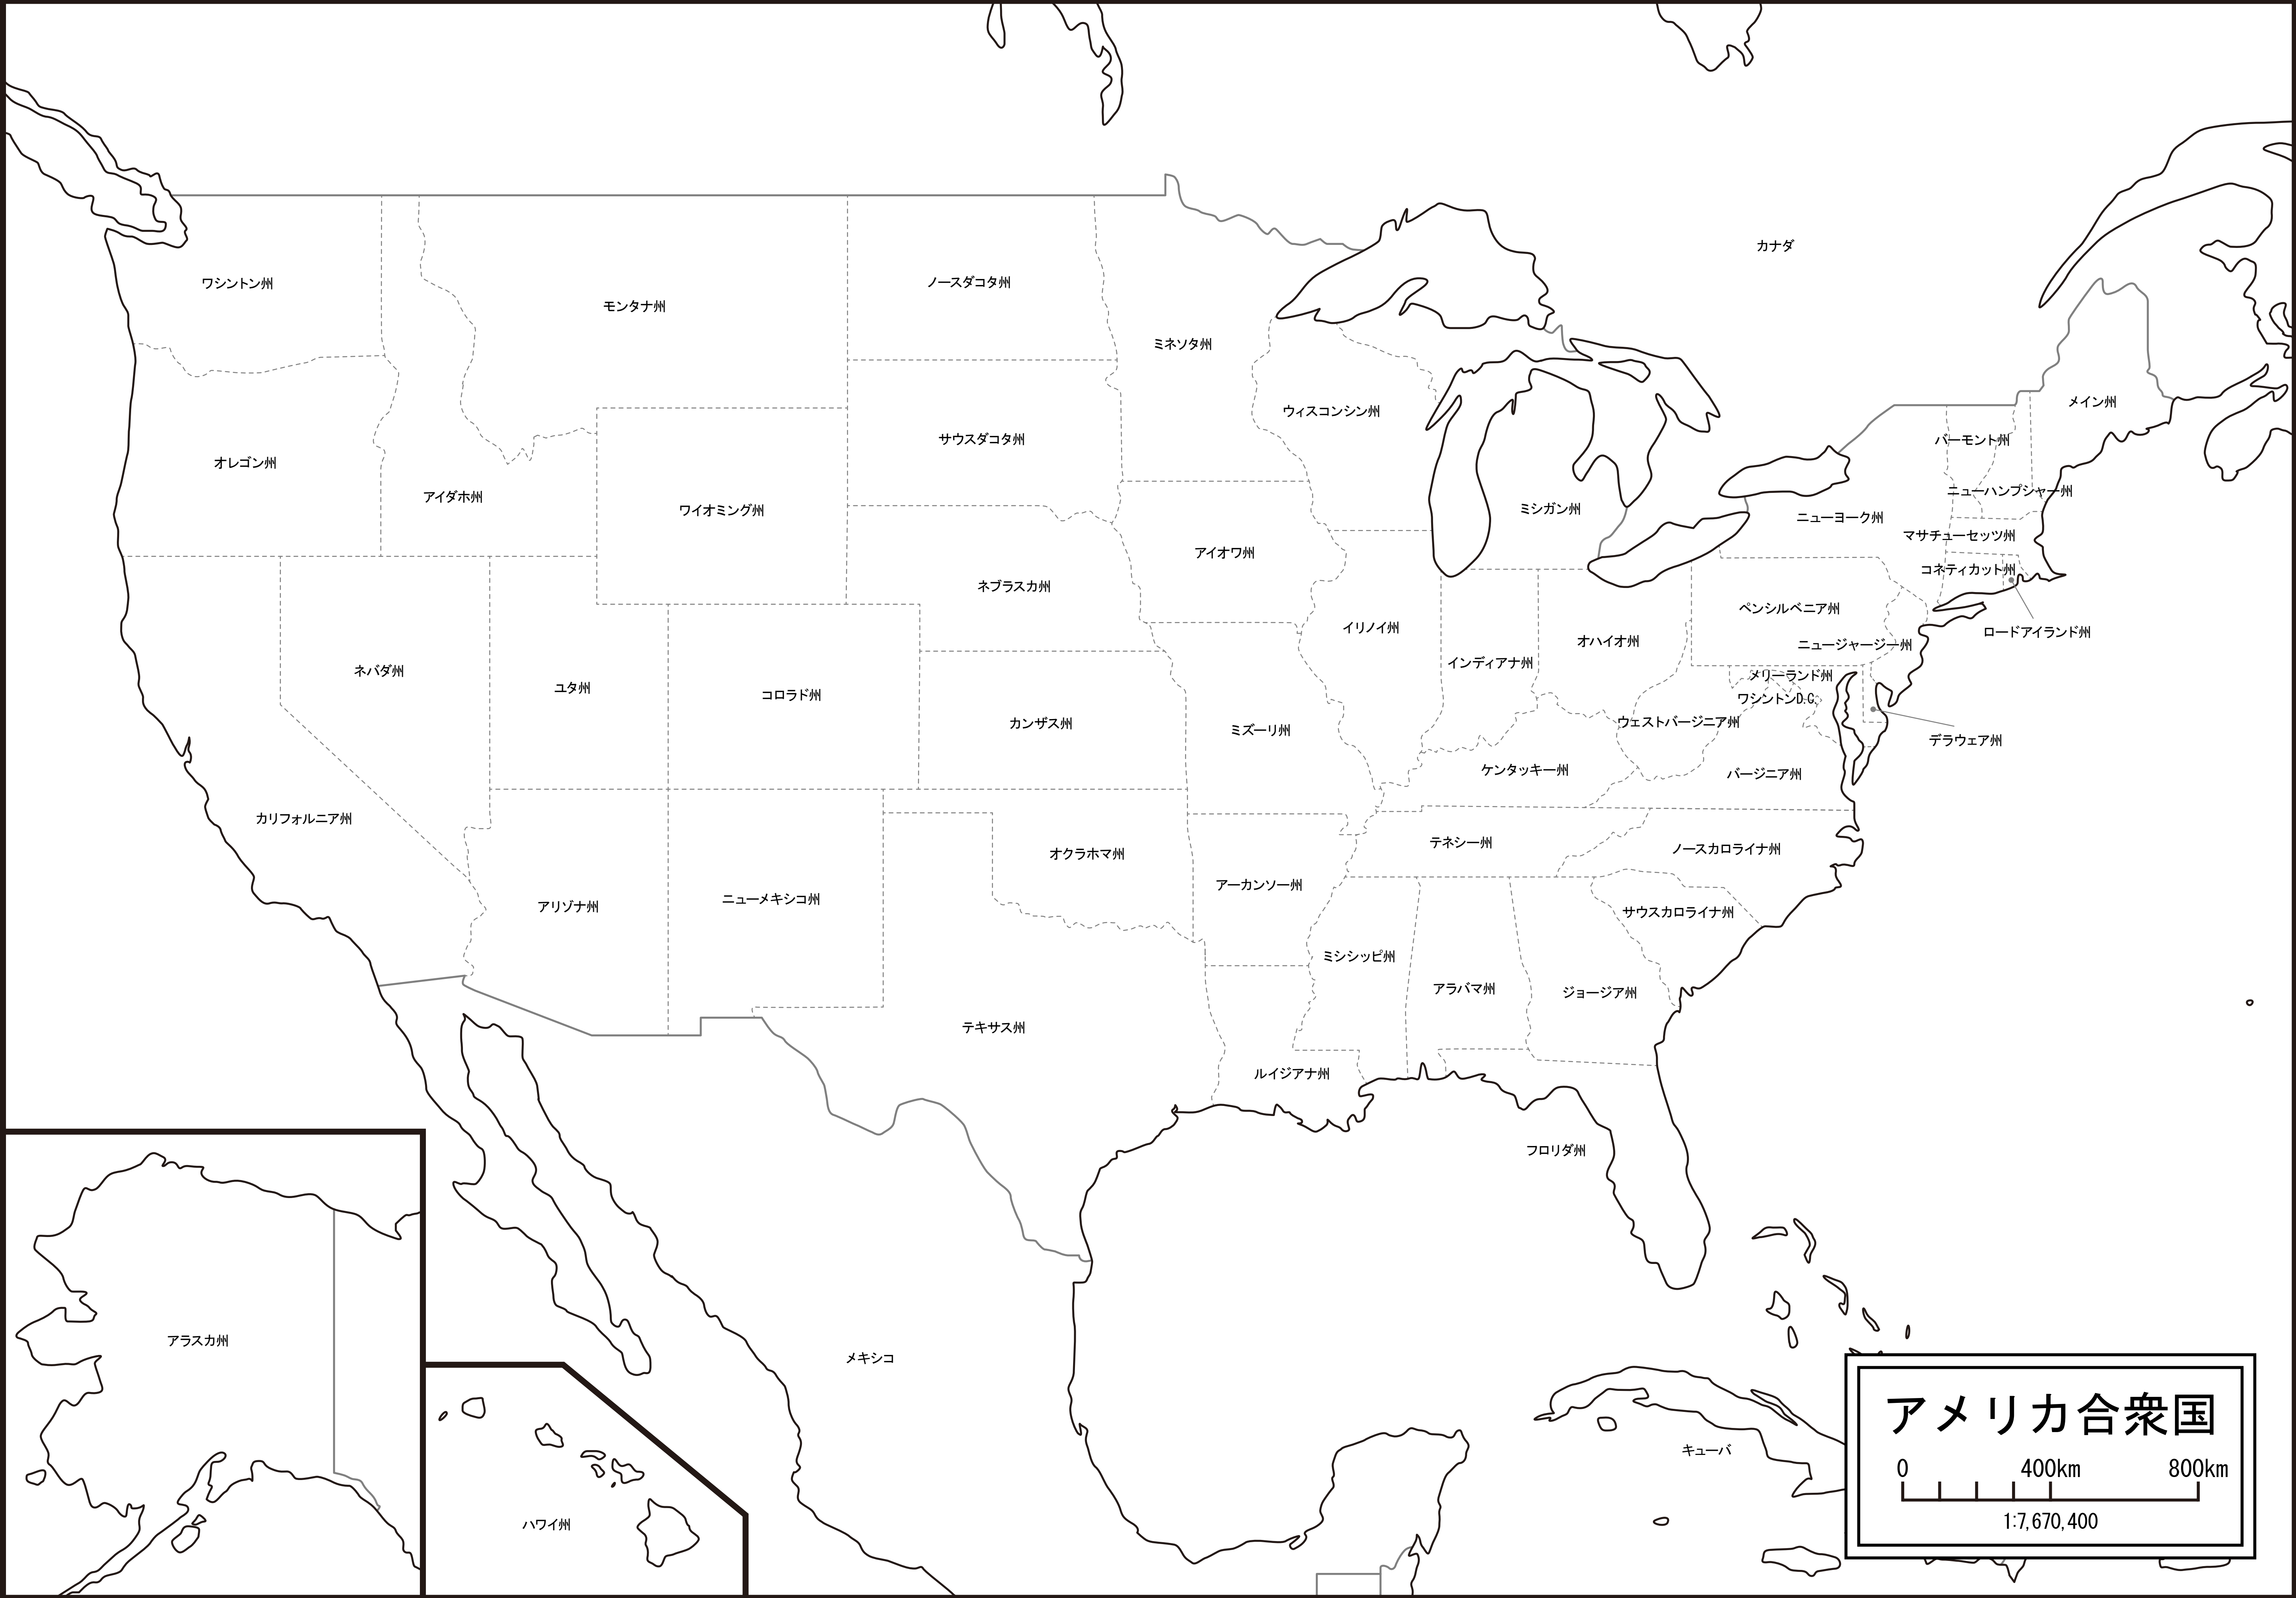 カナダ
ワシントン州
モンタナ州
ノースダコタ州
ミネソタ州
ウィスコンシン州
メイン州
バーモント州
サウスダコタ州
オレゴン州
アイダホ州
ワイオミング州
ミシガン州
ニューハンプシャー州
ニューヨーク州
マサチューセッツ州
アイオワ州
コネティカット州
ネブラスカ州
ペンシルベニア州
イリノイ州
オハイオ州
ロードアイランド州
ニュージャージー州
インディアナ州
ネバダ州
ユタ州
コロラド州
メリーランド州
ワシントンD.C.
カンザス州
ミズーリ州
ウェストバージニア州
デラウェア州
ケンタッキー州
バージニア州
カリフォルニア州
テネシー州
ノースカロライナ州
オクラホマ州
アーカンソー州
アリゾナ州
ニューメキシコ州
サウスカロライナ州
ミシシッピ州
アラバマ州
ジョージア州
テキサス州
ルイジアナ州
フロリダ州
アラスカ州
メキシコ
キューバ
ハワイ州
アメリカ合衆国
0 400km 800km
1:7,670,400